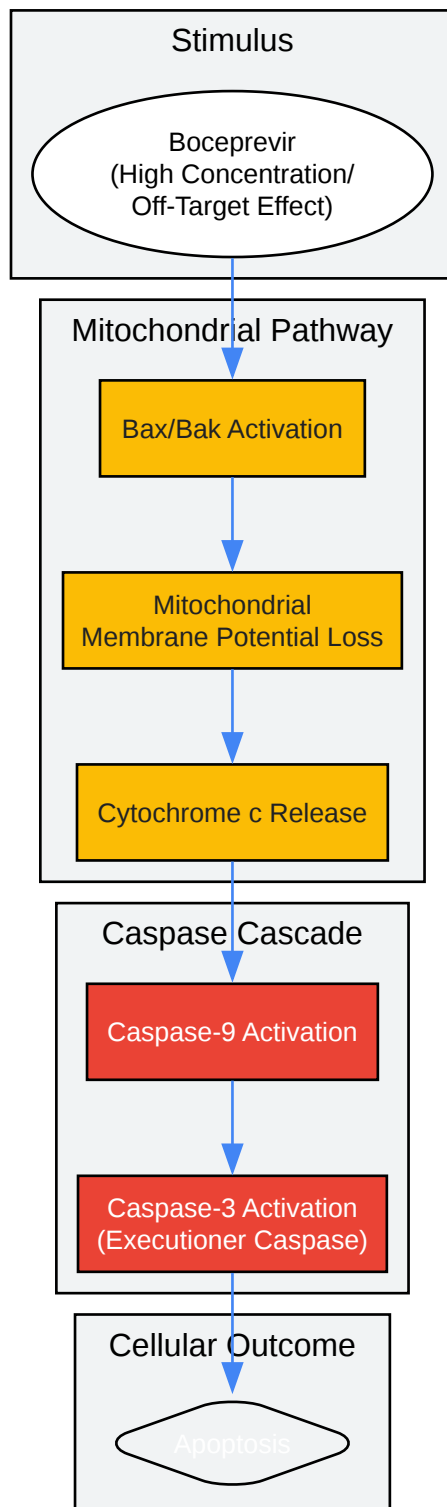 Stimulus
Boceprevir
(High Concentration/
Off-Target Effect)
Mitochondrial Pathway
Bax/Bak Activation
Mitochondrial
Membrane Potential Loss
Cytochrome c Release
Caspase Cascade
Caspase-9 Activation
Caspase-3 Activation
(Executioner Caspase)
Cellular Outcome
Apoptosis